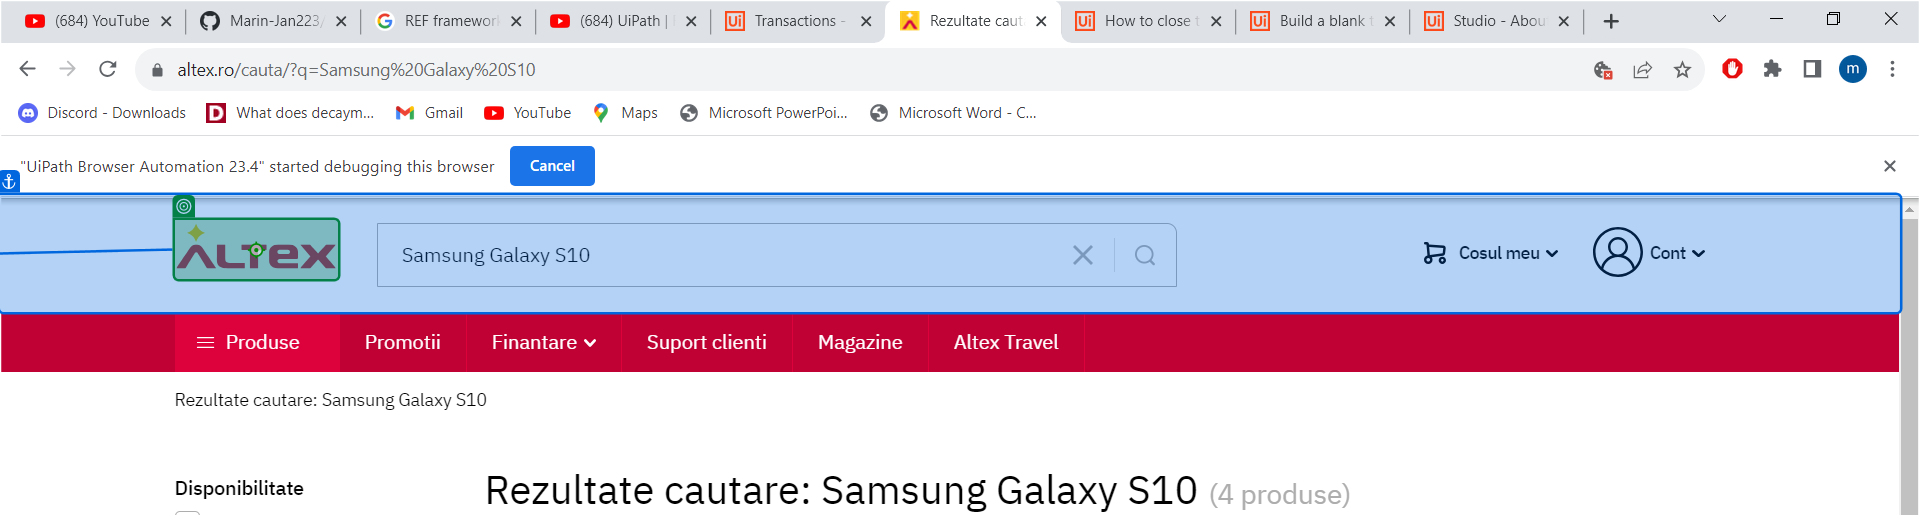 (684) YouTube Marin-Jan223/ REF framework (684) UiPath | Transactions - Rezultate caut How to close t Build a blank Studio - Abou
altex.ro/cauta/?q=Samsung%20Galaxy%20S10 m
Discord - Downloads What does decaym... Gmail YouTube Maps Microsoft PowerPoi... Microsoft Word - C...
"UiPath Browser Automation 23.4" started debugging this browser Cancel
ALTEX Samsung Galaxy S10 Cosul meu Cont
Produse Promotii Finantare Suport clienti Magazine Altex Travel
Rezultate cautare: Samsung Galaxy S10
Disponibilitate
Rezultate cautare: Samsung Galaxy S10 (4 produse)